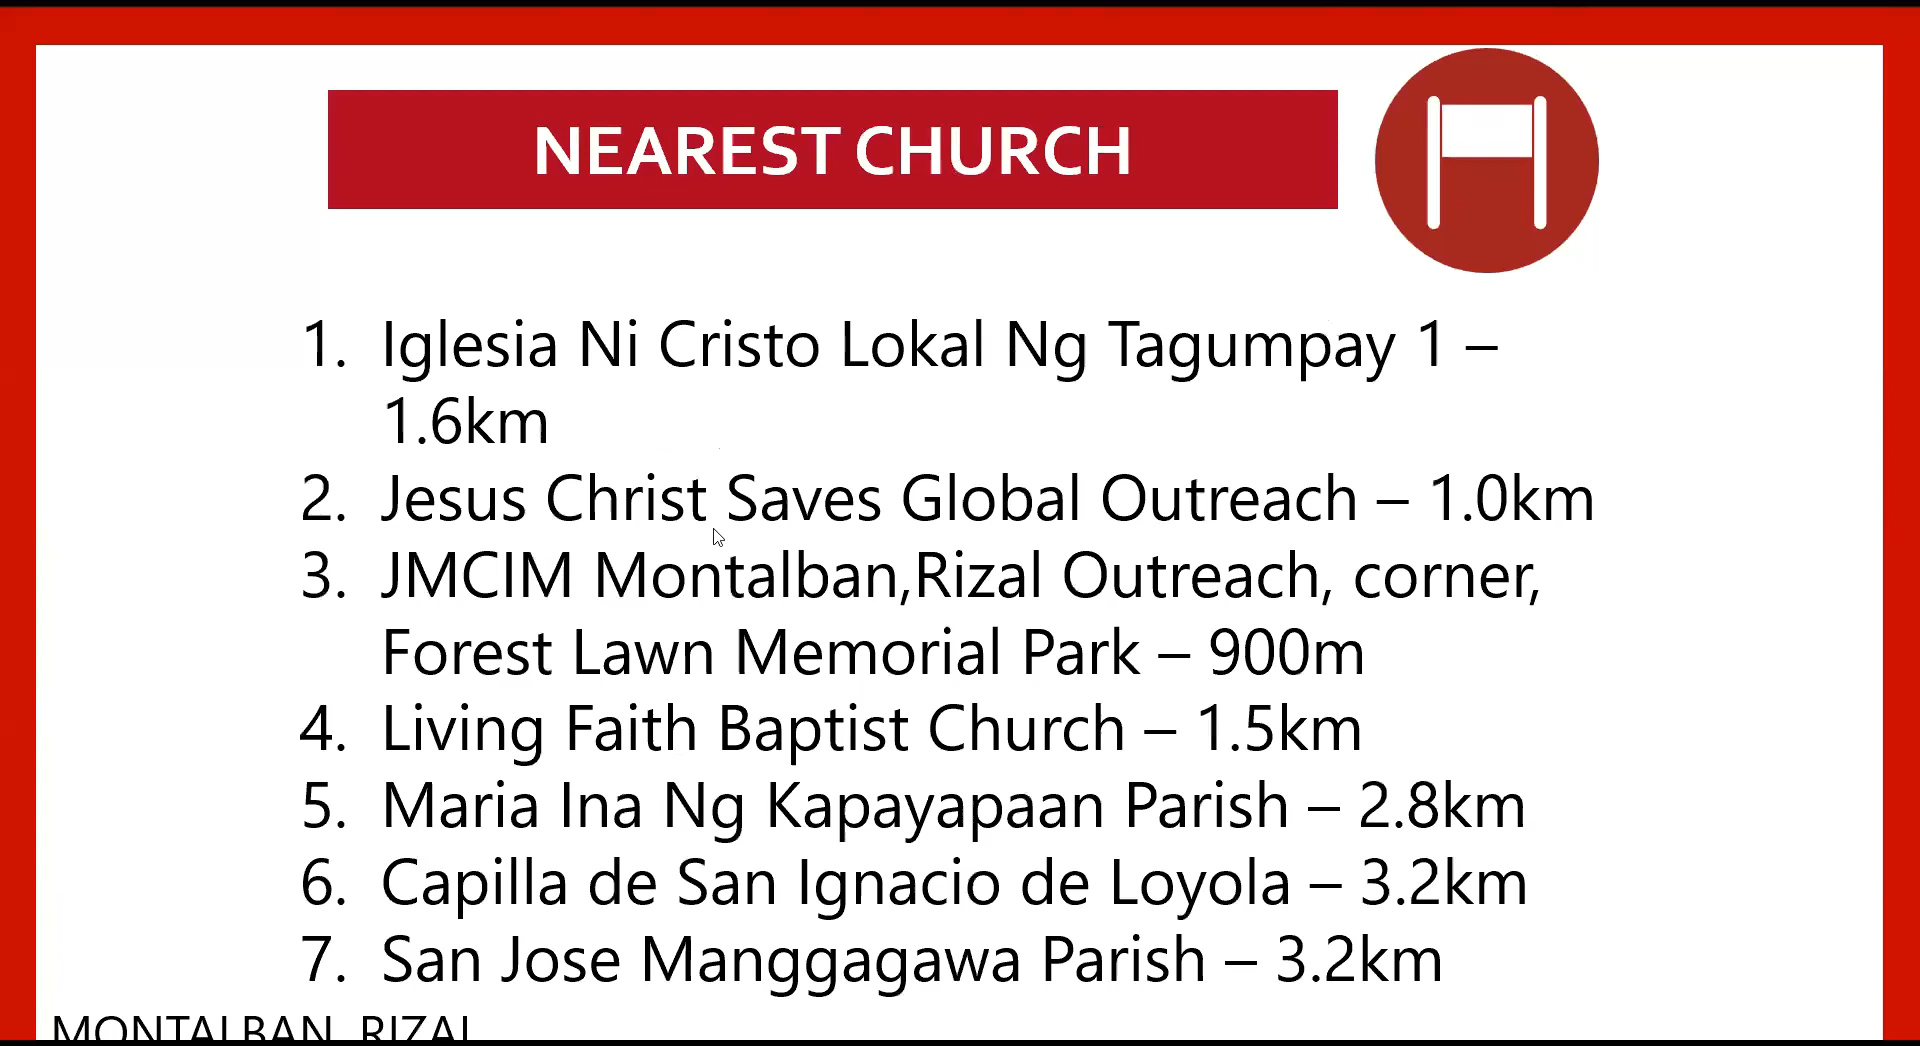 NEAREST CHURCH
1. Iglesia Ni Cristo Lokal Ng Tagumpay 1 –
1.6km
2. Jesus Christ Saves Global Outreach – 1.0km
3. JMCIM Montalban,Rizal Outreach, corner,
Forest Lawn Memorial Park – 900m
4. Living Faith Baptist Church – 1.5km
5. Maria Ina Ng Kapayapaan Parish – 2.8km
6. Capilla de San Ignacio de Loyola – 3.2km
7. San Jose Manggagawa Parish – 3.2km
MONTALBAN, RIZAL